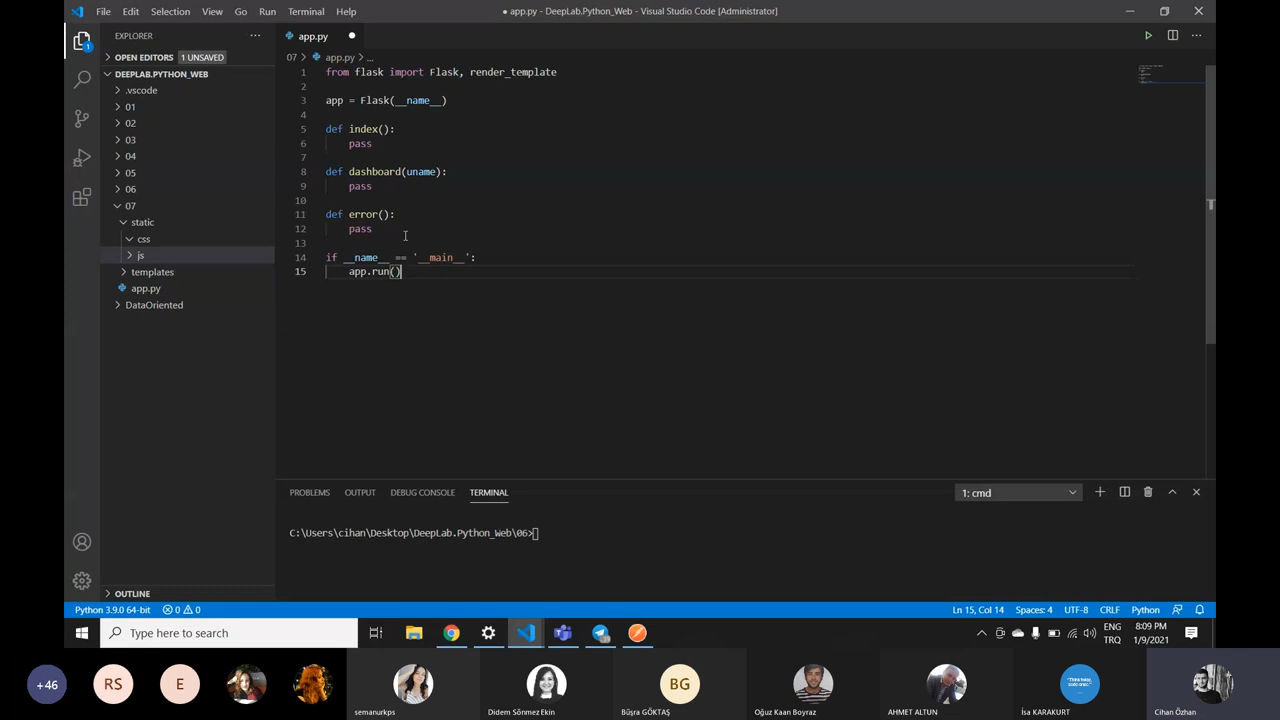 File Edit Selection View Go Run Terminal Help
● app.py - DeepLab.Python_Web - Visual Studio Code [Administrator]
EXPLORER
OPEN EDITORS 1 UNSAVED
DEEPLAB.PYTHON_WEB
.vscode
01
02
03
04
05
06
07
static
css
js
templates
app.py
DataOriented
OUTLINE
1
app.py
07 > app.py > ...
1 from flask import Flask, render_template
2
3 app = Flask(__name__)
4
5 def index():
6 pass
7
8 def dashboard(uname):
9 pass
10
11 def error():
12 pass
13
14 if __name__ == '__main__':
15 app.run()
PROBLEMS OUTPUT DEBUG CONSOLE TERMINAL
1: cmd
C:\Users\cihan\Desktop\DeepLab.Python_Web\06>
Python 3.9.0 64-bit 0 0
Ln 15, Col 14 Spaces: 4 UTF-8 CRLF Python
Type here to search
ENG
TRQ
8:09 PM
1/9/2021
+46
RS
E
semanurkps
Didem Sönmez Ekin
BG
Büşra GÖKTAŞ
Oğuz Kaan Boyraz
AHMET ALTUN
İsa KARAKURT
Cihan Özhan